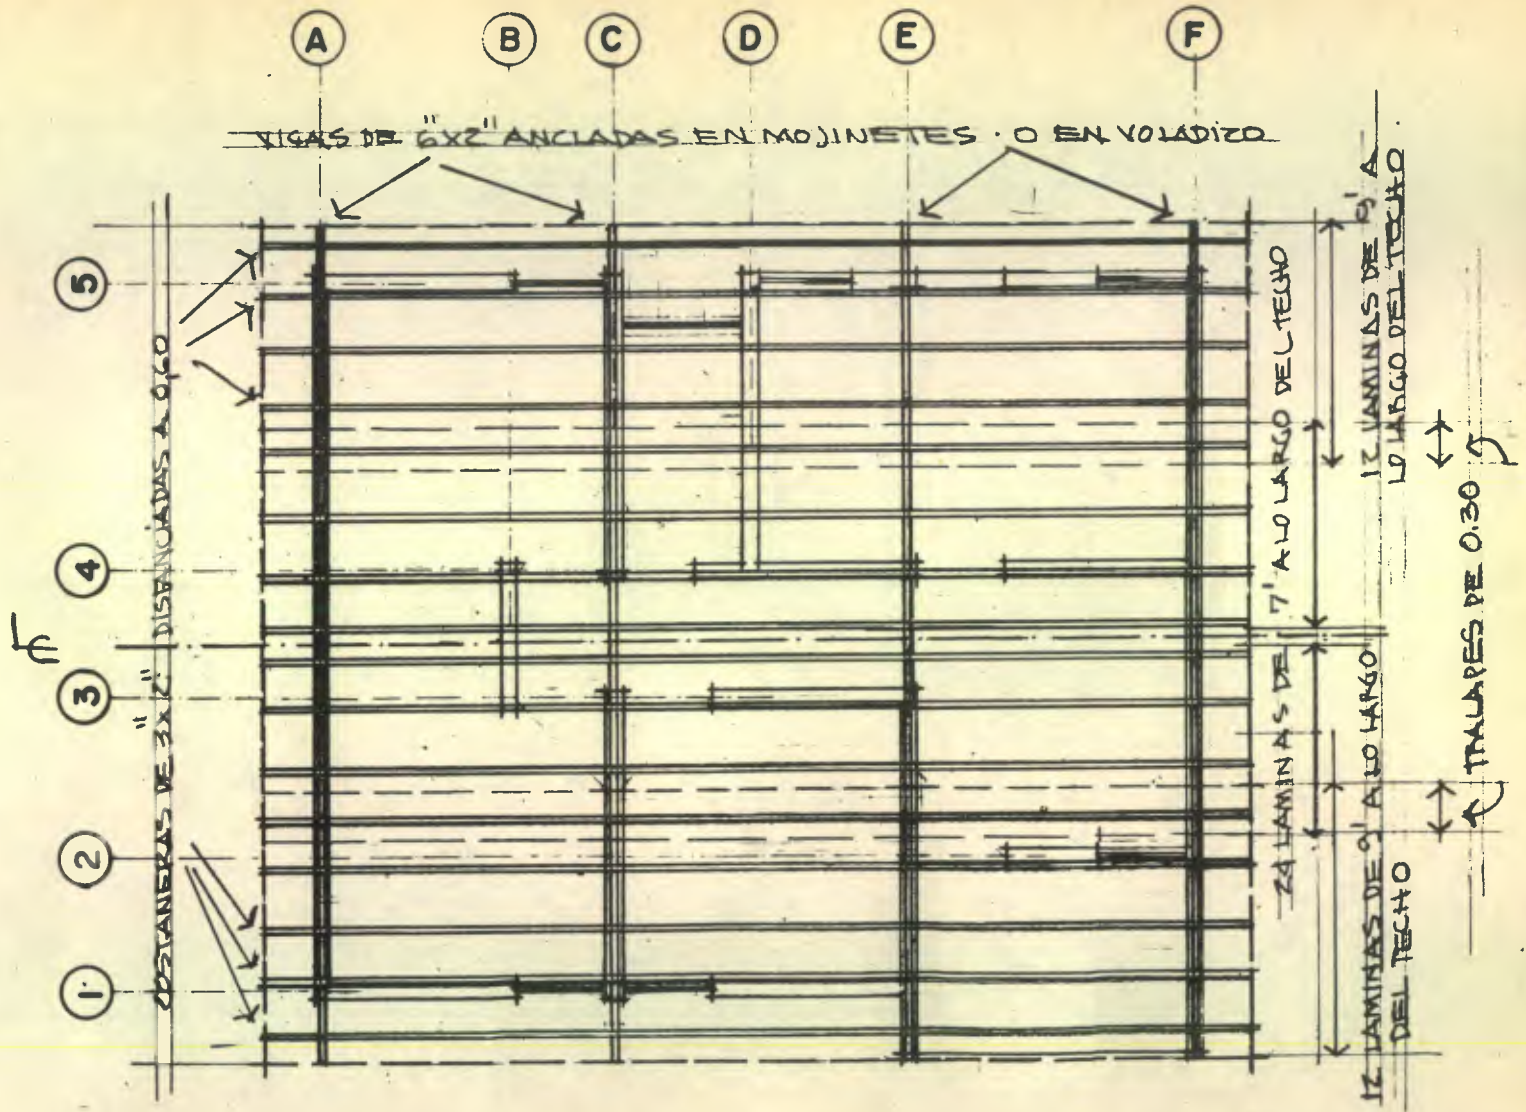 A B C D E F
VIGAS DE 6"X2" ANCLADAS EN MOJINETES · O EN VOLADIZO
5
4
3
2
1
COSTANERAS DE 3"X2" DISTANCIADAS A 0.60
24 LAMINAS DE 7' A LO LARGO DEL TECHO
12 LAMINAS DE 9' A
LO LARGO DEL TECHO
12 LAMINAS DE 9' A LO LARGO
DEL TECHO
TRALAPES DE 0.30